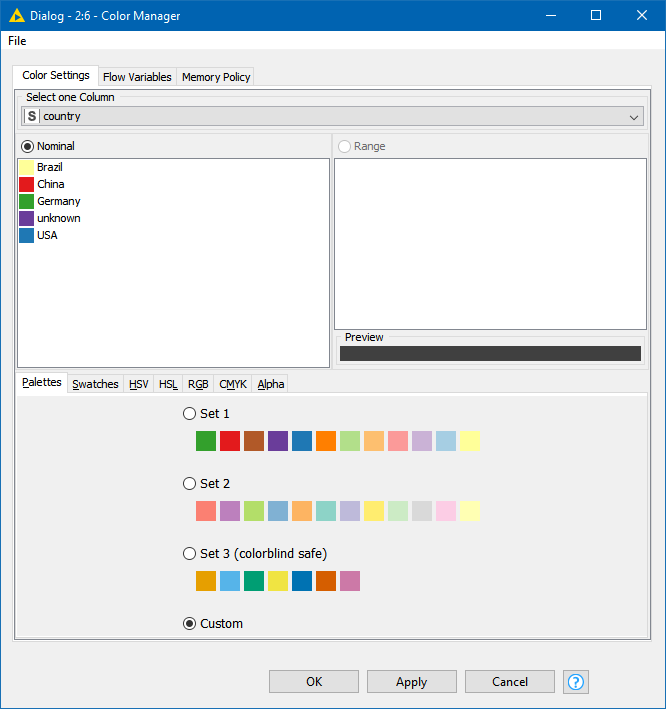 Dialog - 2:6 - Color Manager
File
Color Settings Flow Variables Memory Policy
Select one Column
S country
Nominal Range
Brazil
China
Germany
unknown
USA
Preview
Palettes Swatches HSV HSL RGB CMYK Alpha
Set 1
Set 2
Set 3 (colorblind safe)
Custom
OK Apply Cancel ?